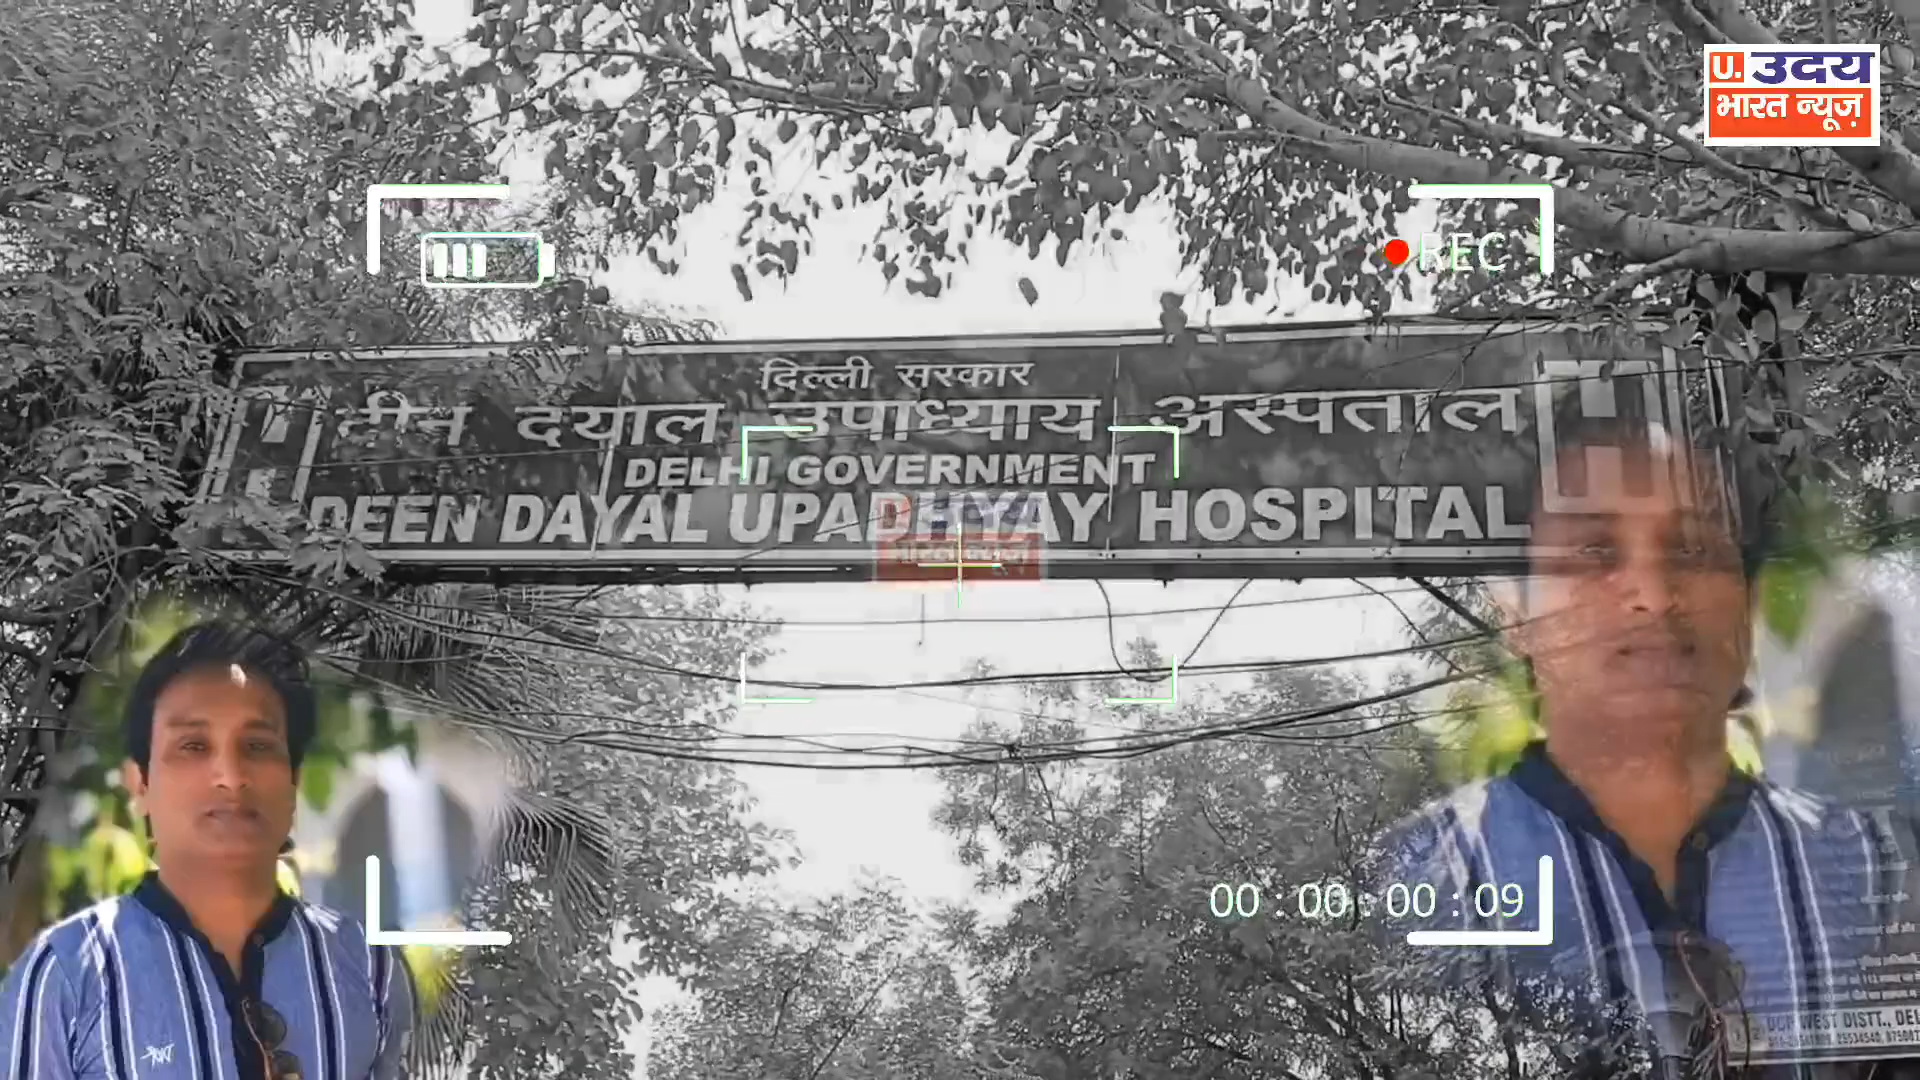 U. उदय
भारत न्यूज़
REC
दिल्ली सरकार
दीन दयाल उपाध्याय अस्पताल
DELHI GOVERNMENT
DEEN DAYAL UPADHYAY HOSPITAL
भारत न्यूज़
00 : 00 : 00 : 09
WEST DISTT., DEL